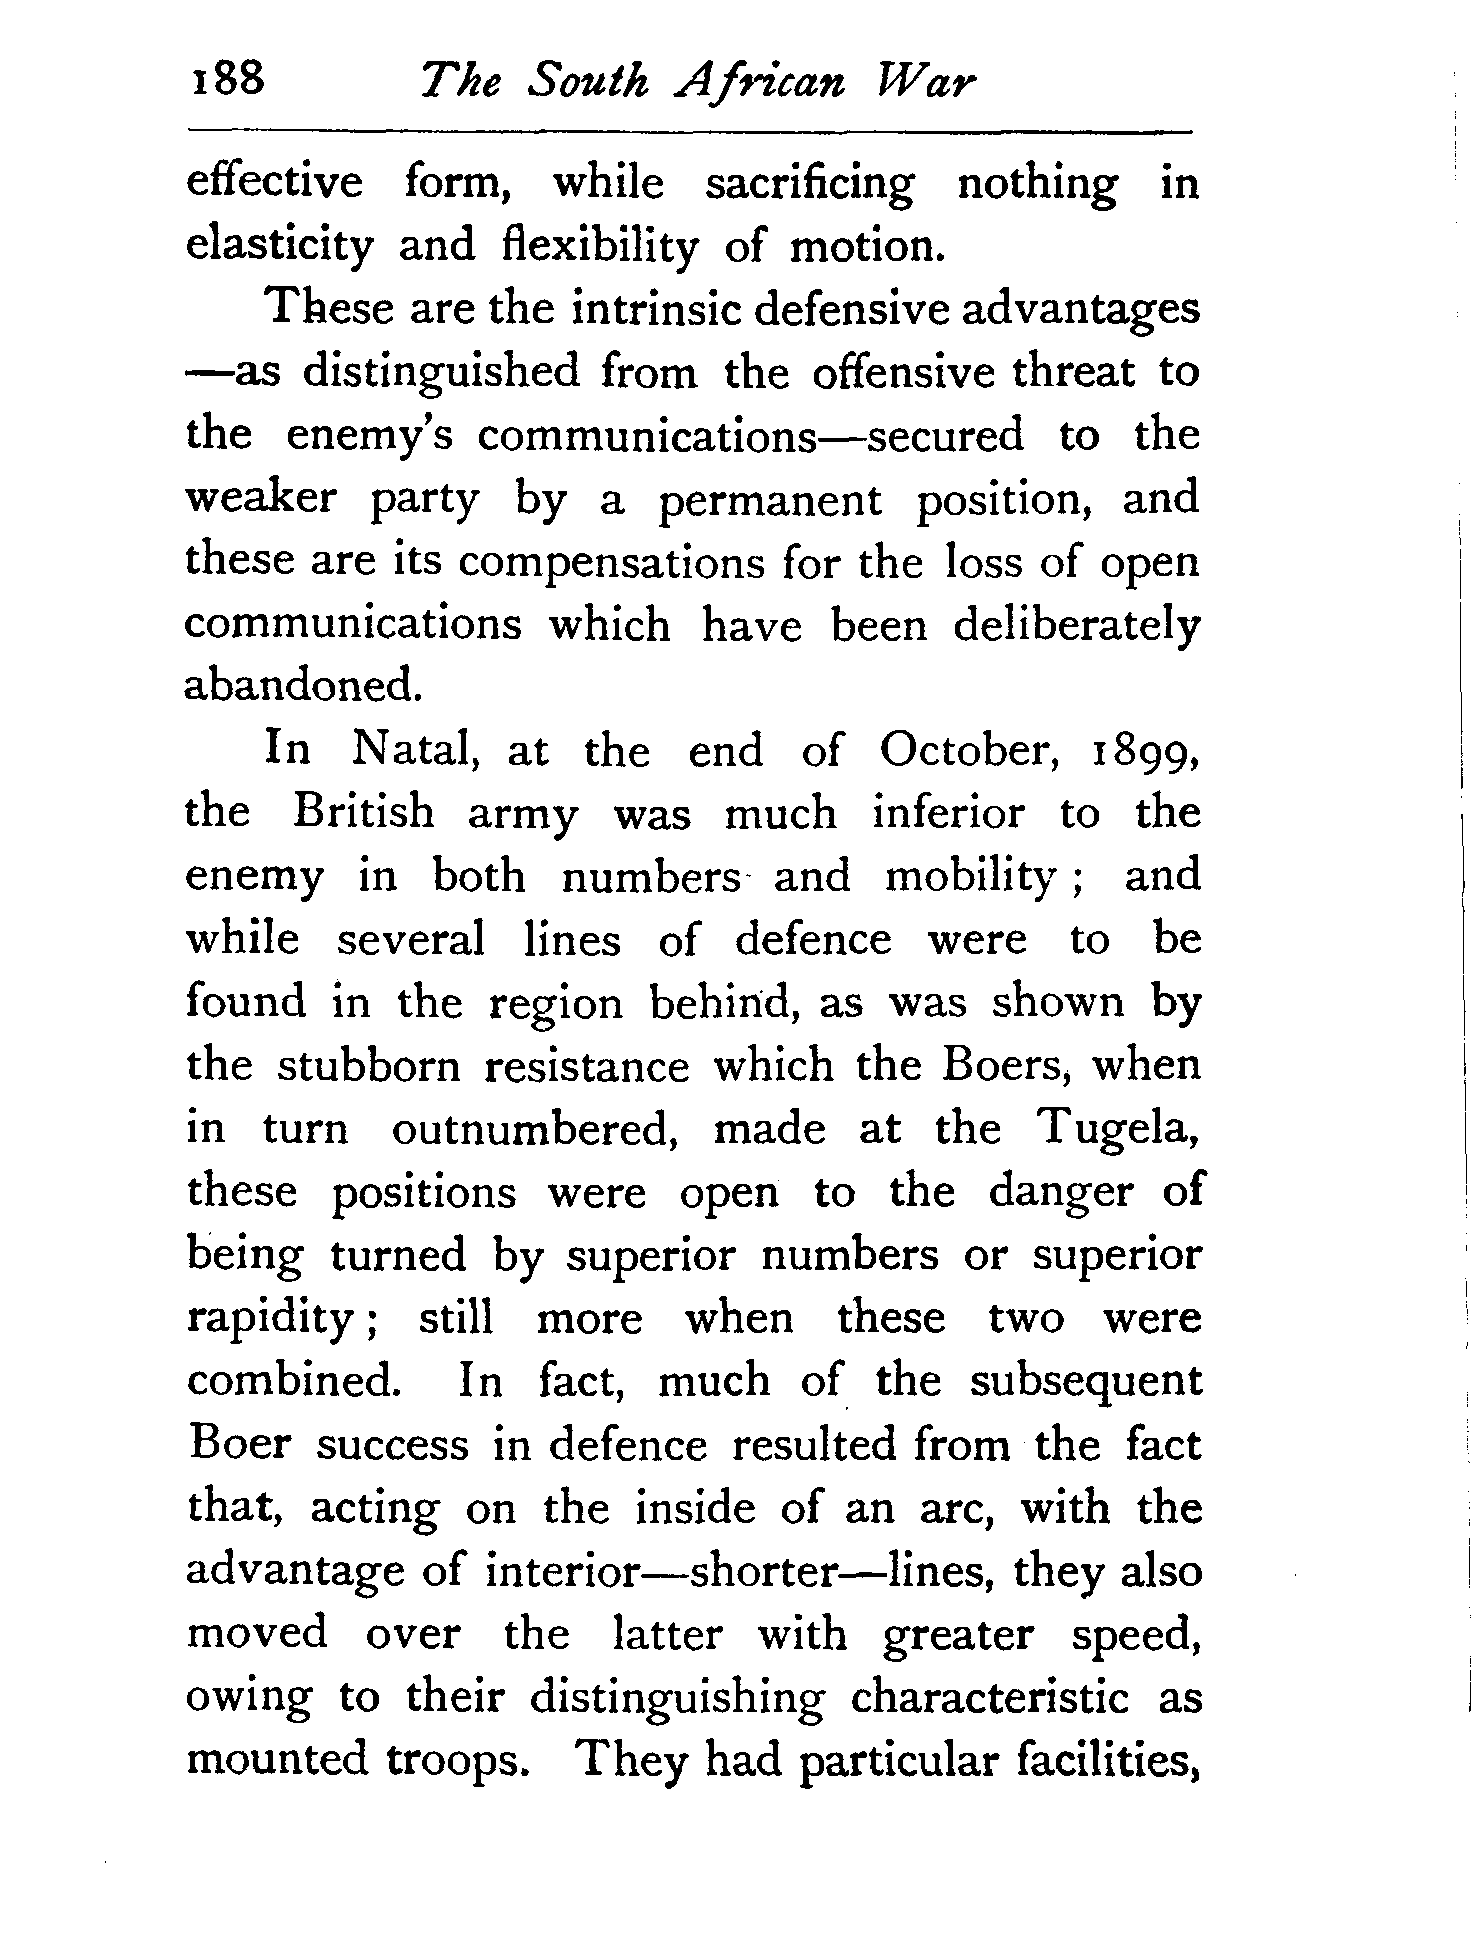 188 The South African War
effective form, while sacrificing nothing in
elasticity and flexibility of motion.
These are the intrinsic defensive advantages
—as distinguished from the offensive threat to
the enemy's communications—secured to the
weaker party by a permanent position, and
these are its compensations for the loss of open
communications which have been deliberately
abandoned.
In Natal, at the end of October, 1899,
the British army was much inferior to the
enemy in both numbers and mobility ; and
while several lines of defence were to be
found in the region behind, as was shown by
the stubborn resistance which the Boers, when
in turn outnumbered, made at the Tugela,
these positions were open to the danger of
being turned by superior numbers or superior
rapidity ; still more when these two were
combined. In fact, much of the subsequent
Boer success in defence resulted from the fact
that, acting on the inside of an arc, with the
advantage of interior—shorter—lines, they also
moved over the latter with greater speed,
owing to their distinguishing characteristic as
mounted troops. They had particular facilities,